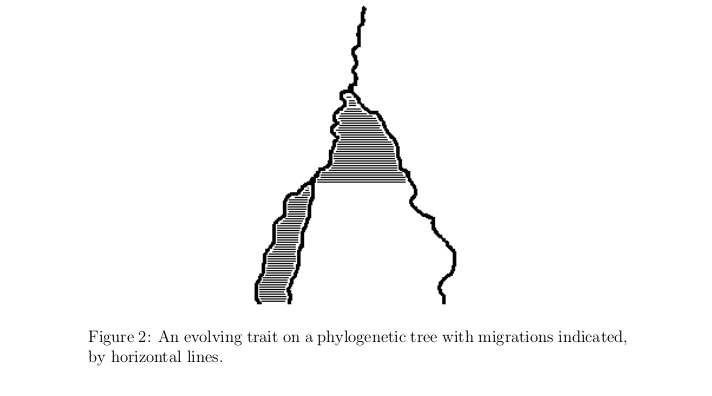 Figure 2: An evolving trait on a phylogenetic tree with migrations indicated,
by horizontal lines.